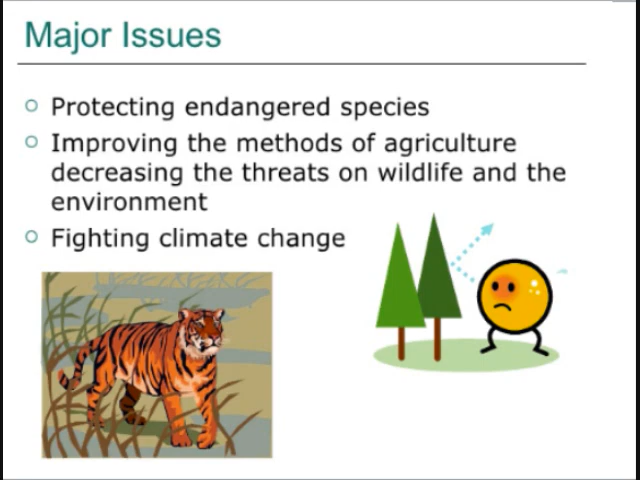 Major Issues
Protecting endangered species
Improving the methods of agriculture
decreasing the threats on wildlife and the
environment
Fighting climate change